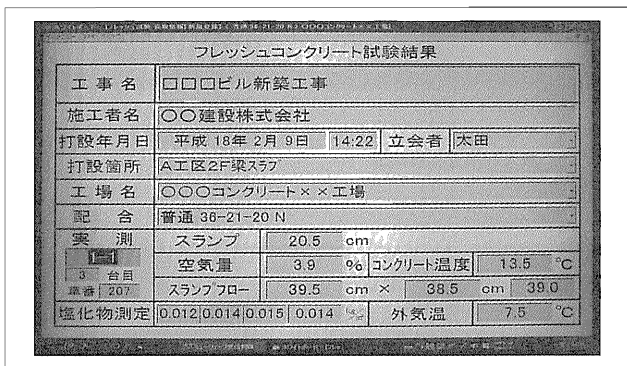 フレッシュコンクリート試験結果
工事名 □□□ビル新築工事
施工者名 〇〇建設株式会社
打設年月日 平成 18年 2月 9日 14:22 立会者 太田
打設箇所 A工区2F梁スラブ
工場名 〇〇〇コンクリート××工場
配合 普通 36-21-20 N
実測 スランプ 20.5 cm
1-1 空気量 3.9 % コンクリート温度 13.5 ℃
3 台目
車番 207 スランプフロー 39.5 cm × 38.5 cm 39.0
塩化物測定 0.012 0.014 0.015 0.014 % 外気温 7.5 ℃